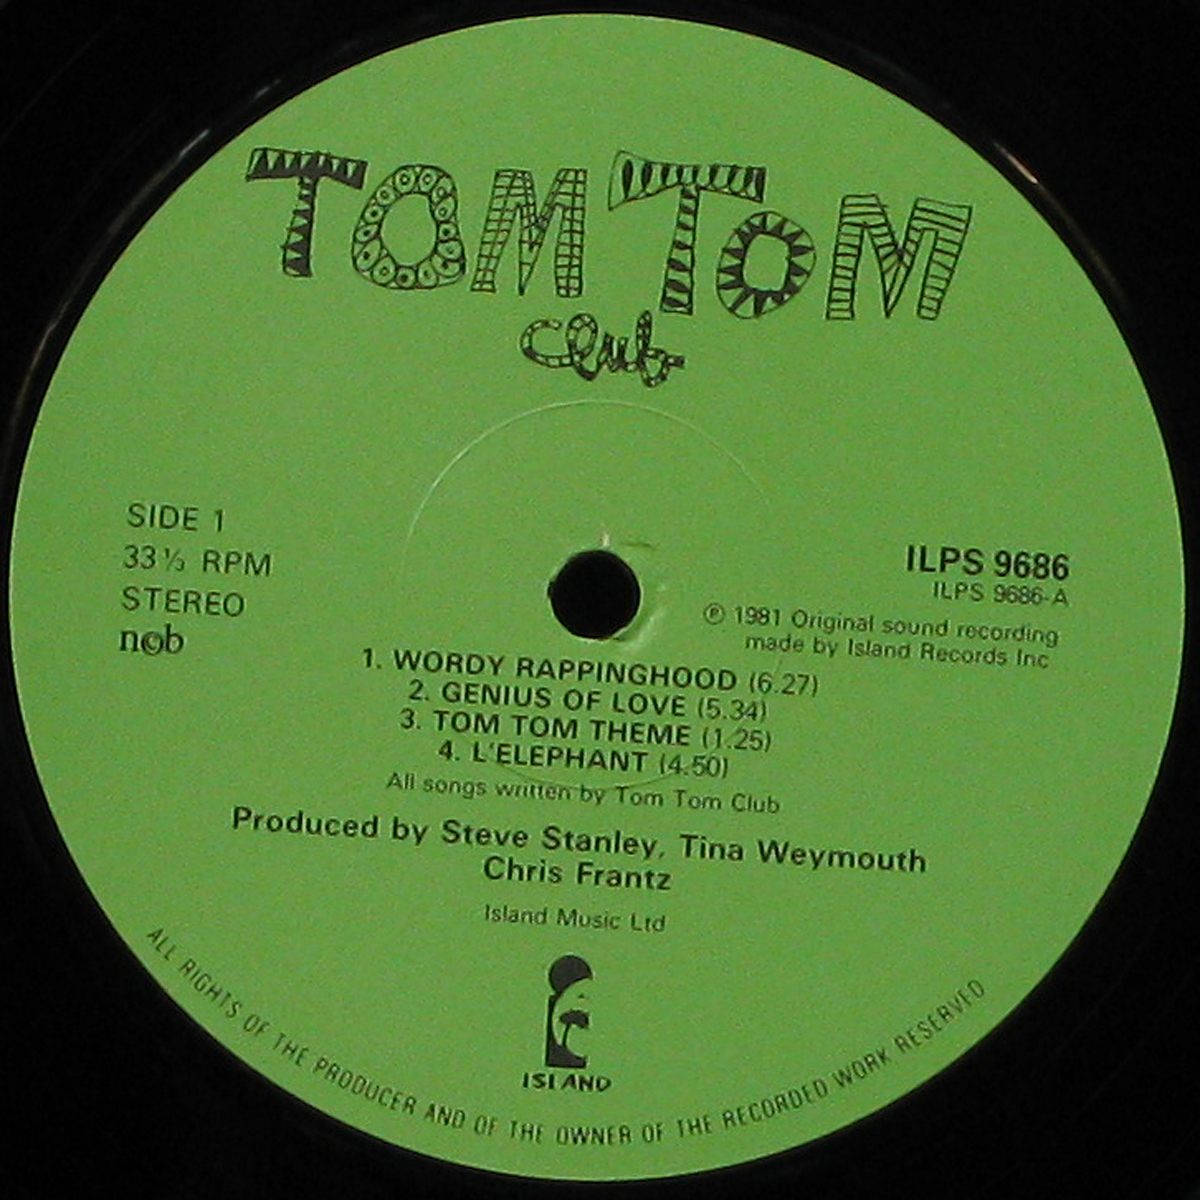 TOM TOM
club
SIDE 1
33⅓ RPM
STEREO
ncb
ILPS 9686
ILPS 9686-A
℗ 1981 Original sound recording
made by Island Records Inc
1. WORDY RAPPINGHOOD (6.27)
2. GENIUS OF LOVE (5.34)
3. TOM TOM THEME (1.25)
4. L'ELEPHANT (4.50)
All songs written by Tom Tom Club
Produced by Steve Stanley, Tina Weymouth
Chris Frantz
Island Music Ltd
ISLAND
ALL RIGHTS OF THE PRODUCER AND OF THE OWNER OF THE RECORDED WORK RESERVED